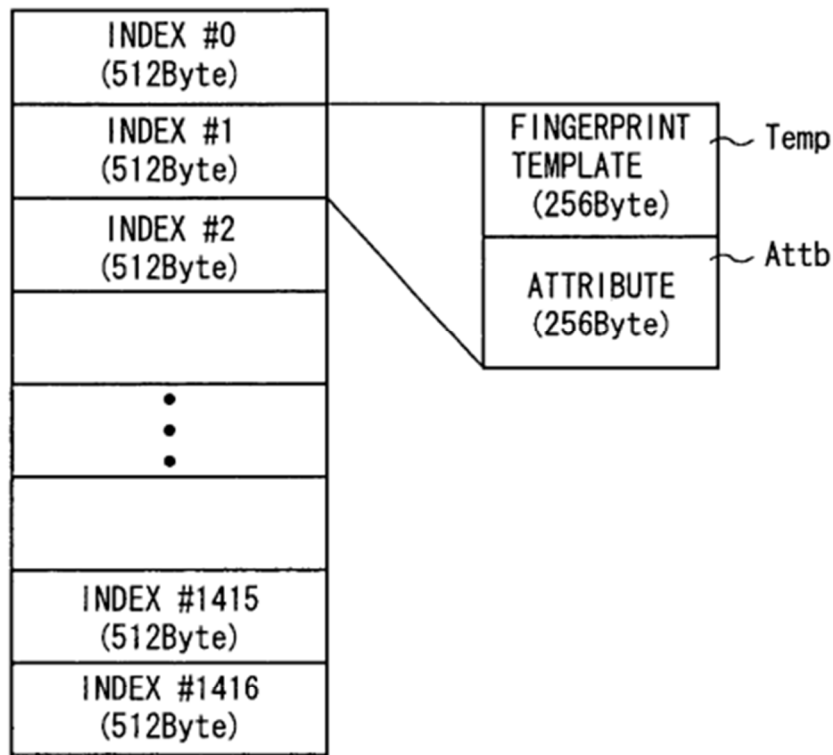 INDEX #0
(512Byte)
INDEX #1
(512Byte)
INDEX #2
(512Byte)
INDEX #1415
(512Byte)
INDEX #1416
(512Byte)
FINGERPRINT
TEMPLATE
(256Byte)
Temp
ATTRIBUTE
(256Byte)
Attb